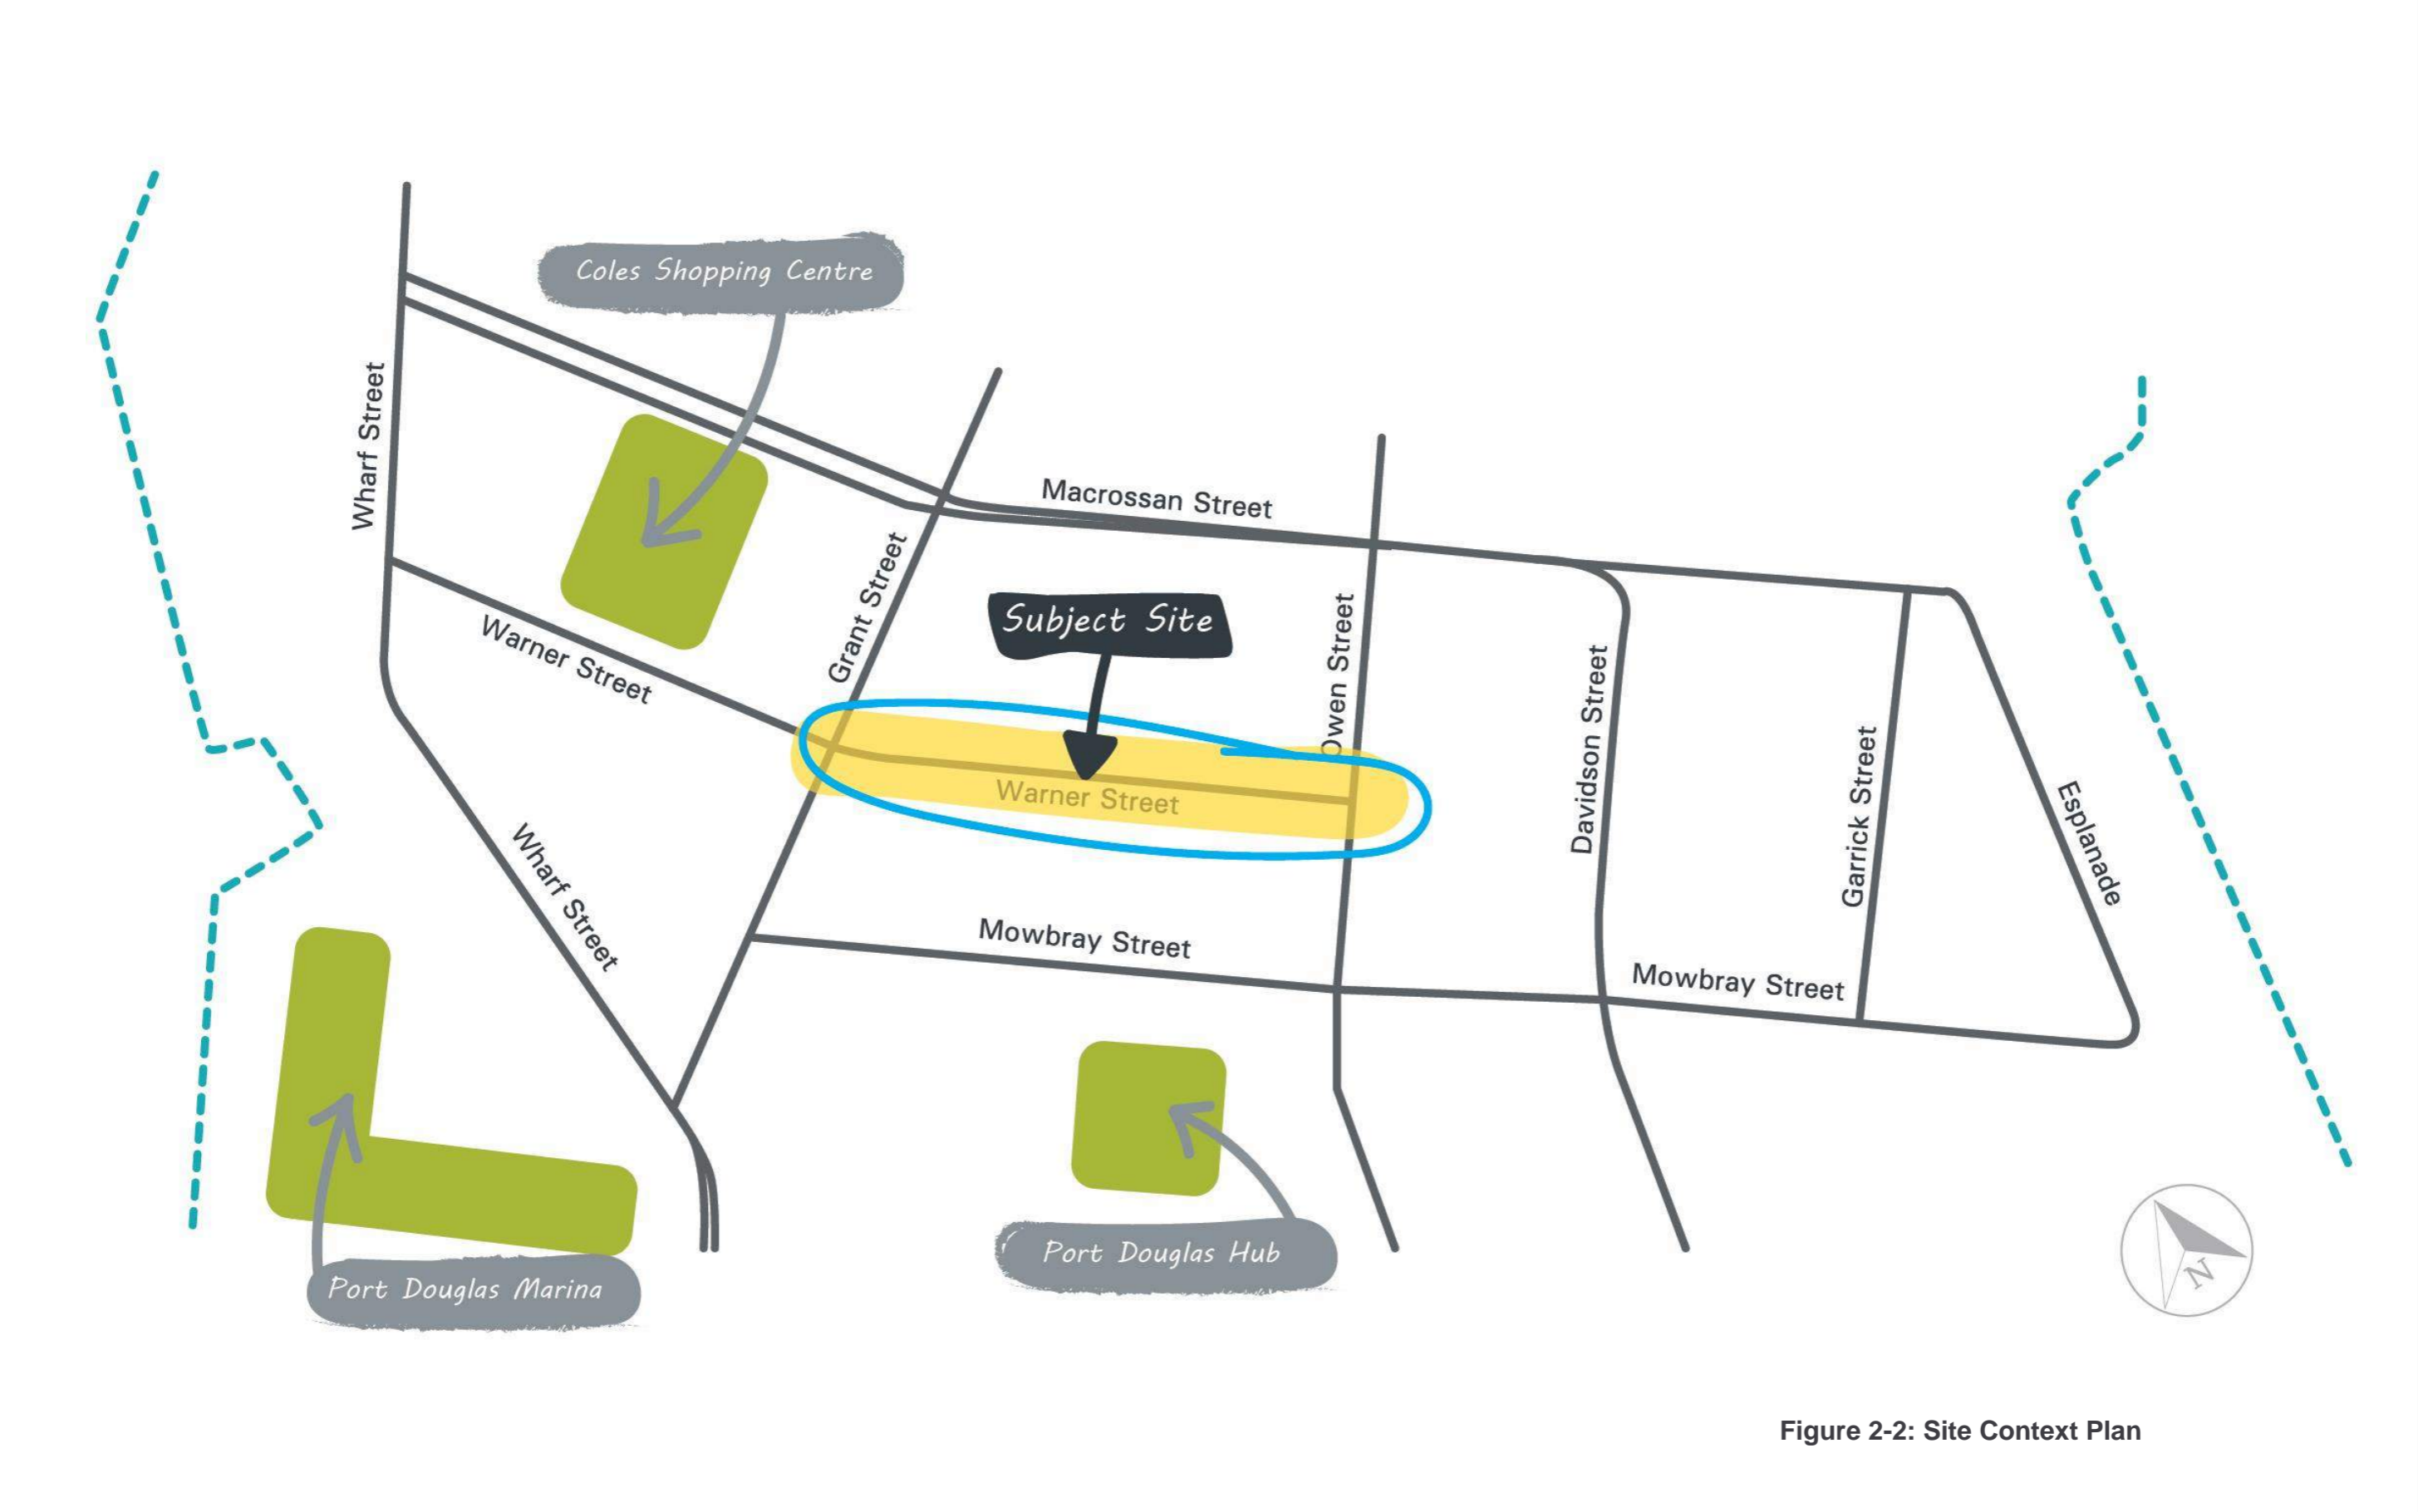 Coles Shopping Centre
Wharf Street
Macrossan Street
Grant Street
Subject Site
Owen Street
Warner Street
Davidson Street
Garrick Street
Esplanade
Warner Street
Wharf Street
Mowbray Street
Mowbray Street
Port Douglas Hub
Port Douglas Marina
N
Figure 2-2: Site Context Plan